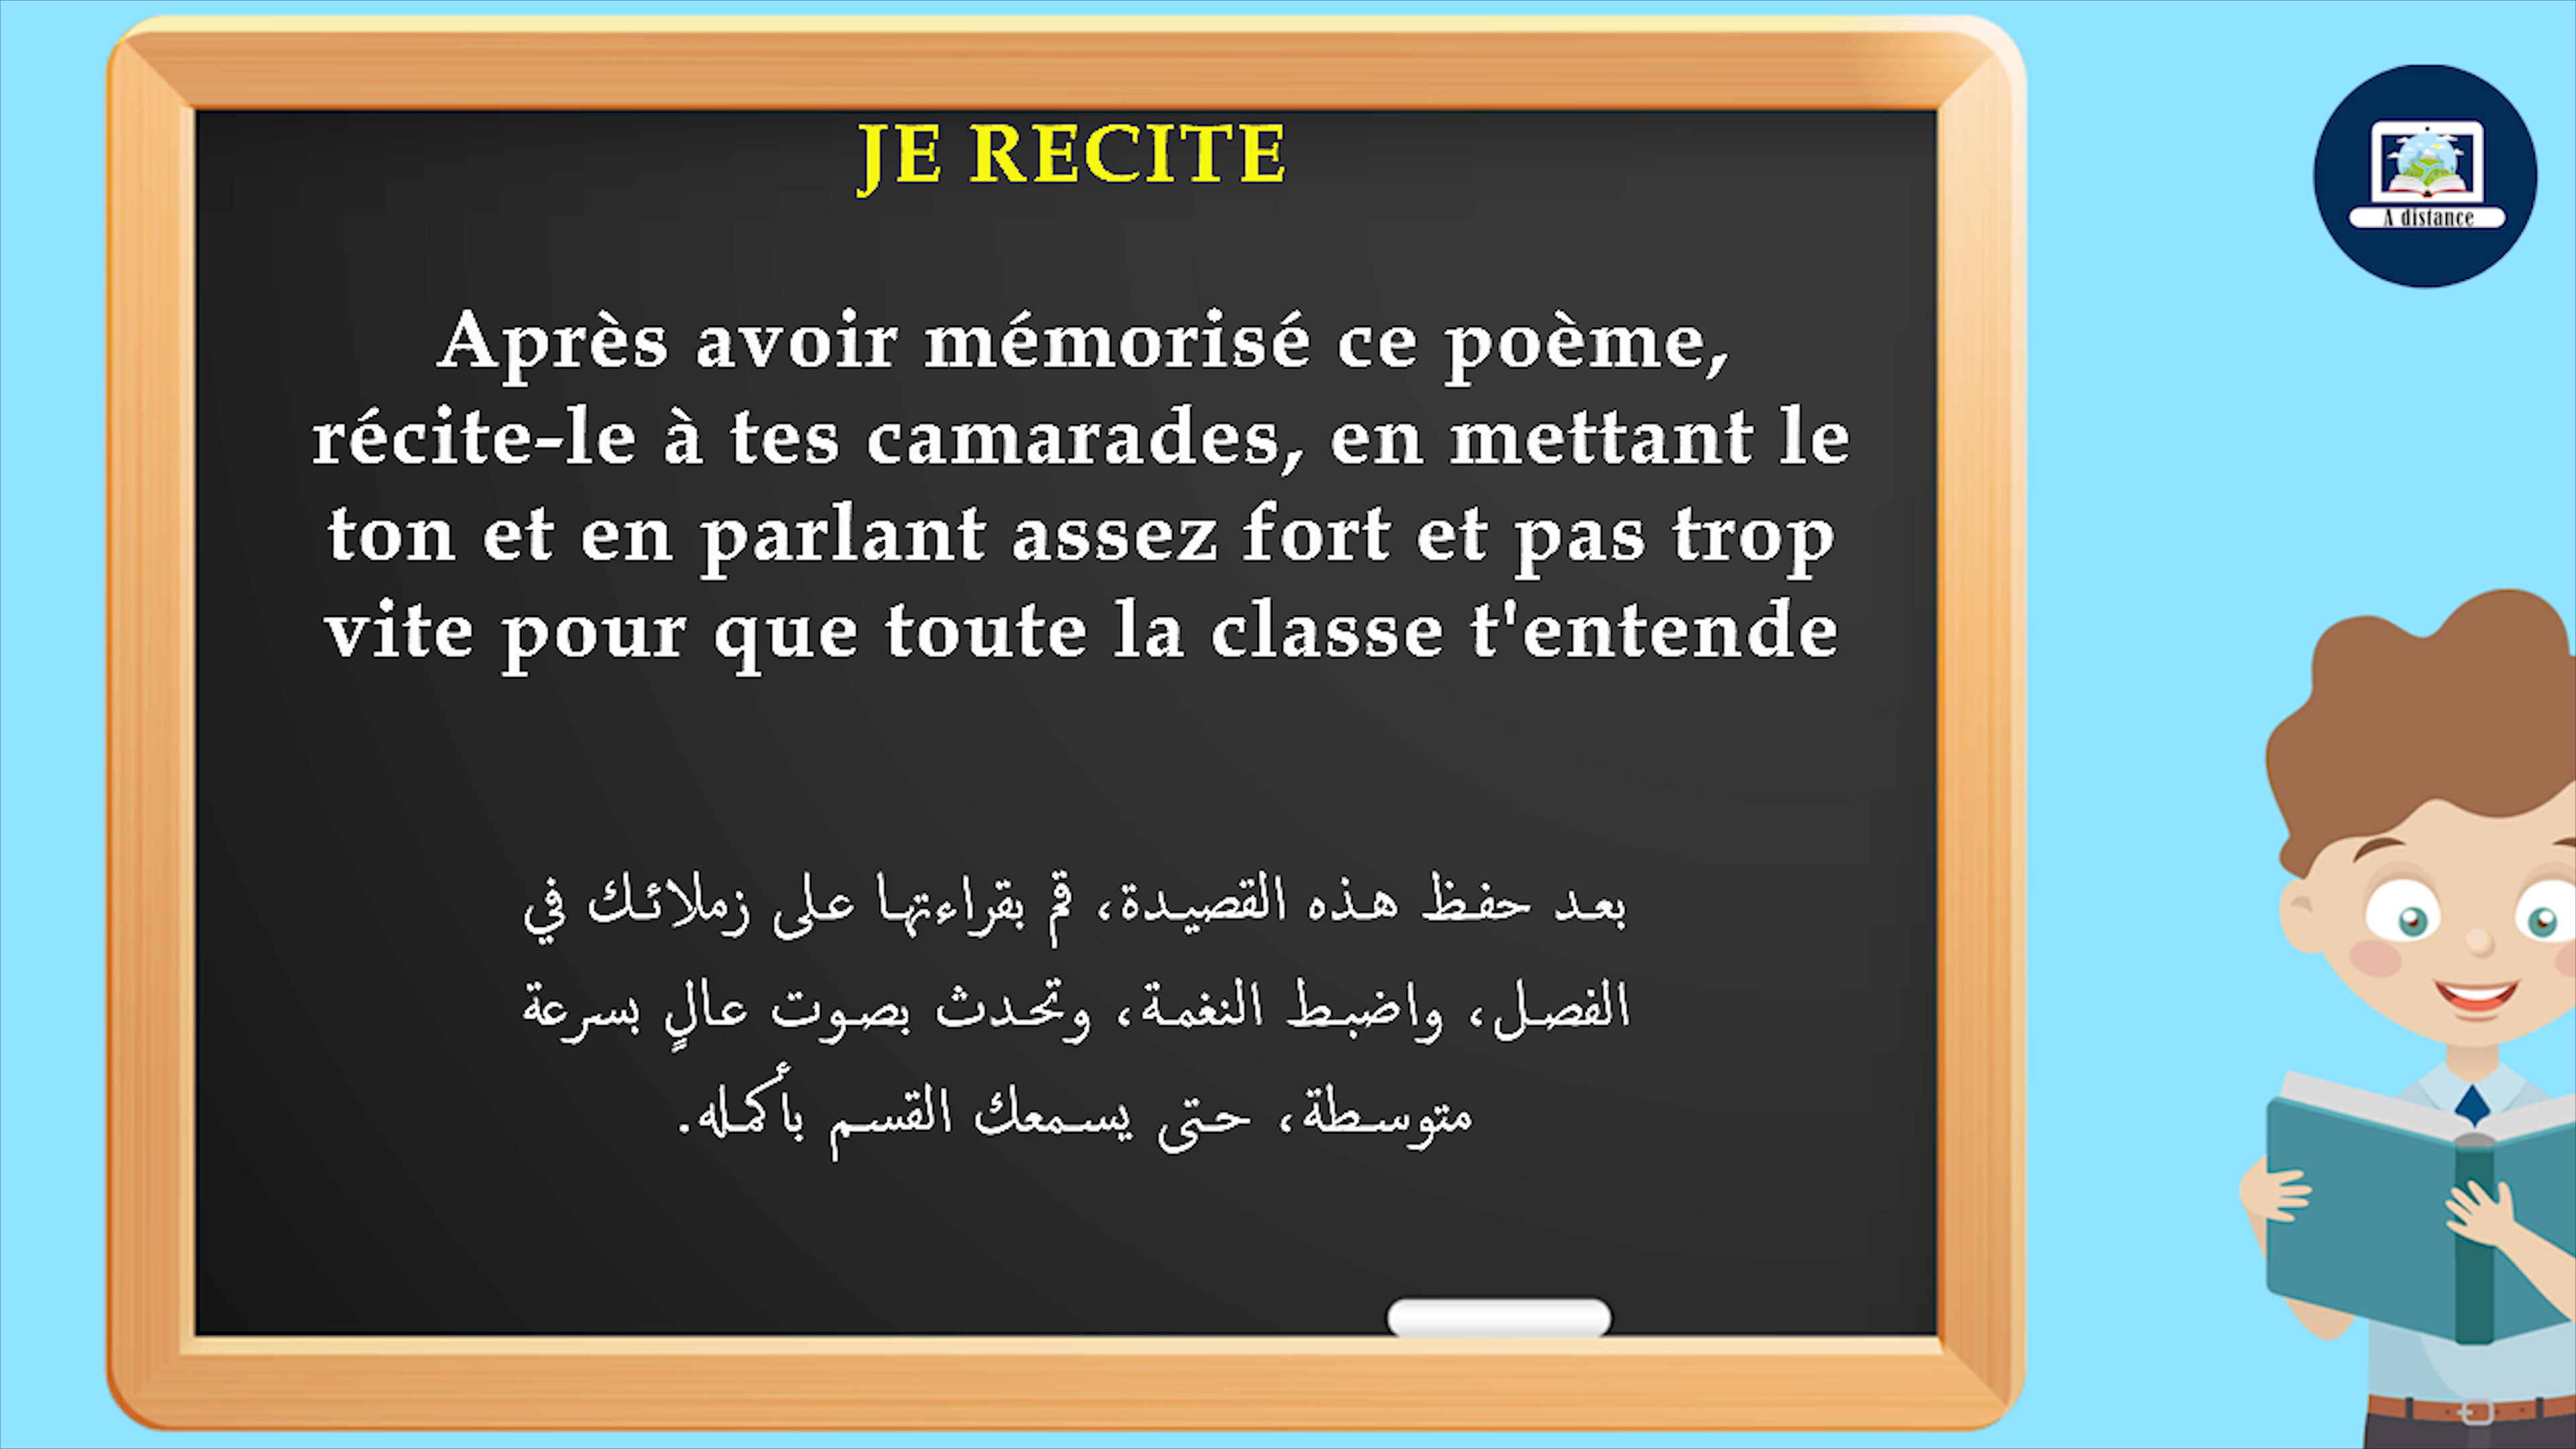 JE RECITE
Après avoir mémorisé ce poème,
récite-le à tes camarades, en mettant le
ton et en parlant assez fort et pas trop
vite pour que toute la classe t'entende
بعد حفظ هذه القصيدة، قم بقراءتها على زملائك في
الفصل، واضبط النغمة، وتحدث بصوت عالٍ بسرعة
متوسطة، حتى يسمعك القسم بأكمله.
A distance